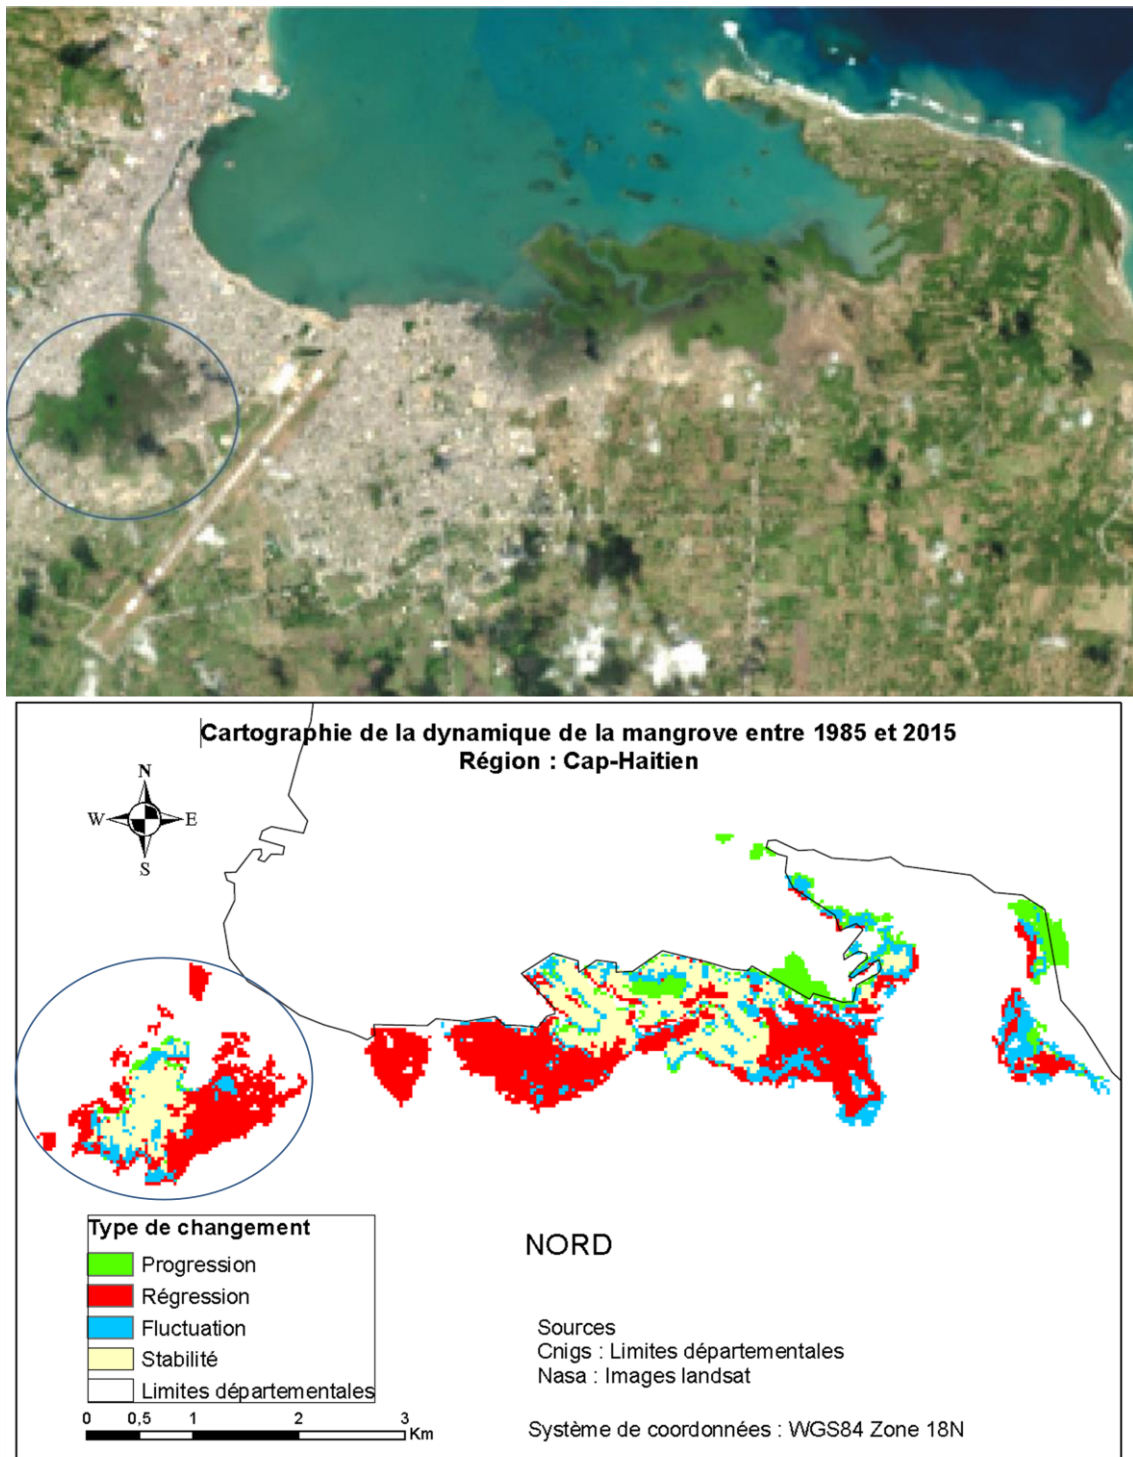 Cartographie de la dynamique de la mangrove entre 1985 et 2015
Région : Cap-Haitien
N
W E
S
Type de changement
Progression
Régression
Fluctuation
Stabilité
Limites départementales
0 0,5 1 2 3
Km
NORD
Sources
Cnigs : Limites départementales
Nasa : Images landsat
Système de coordonnées : WGS84 Zone 18N